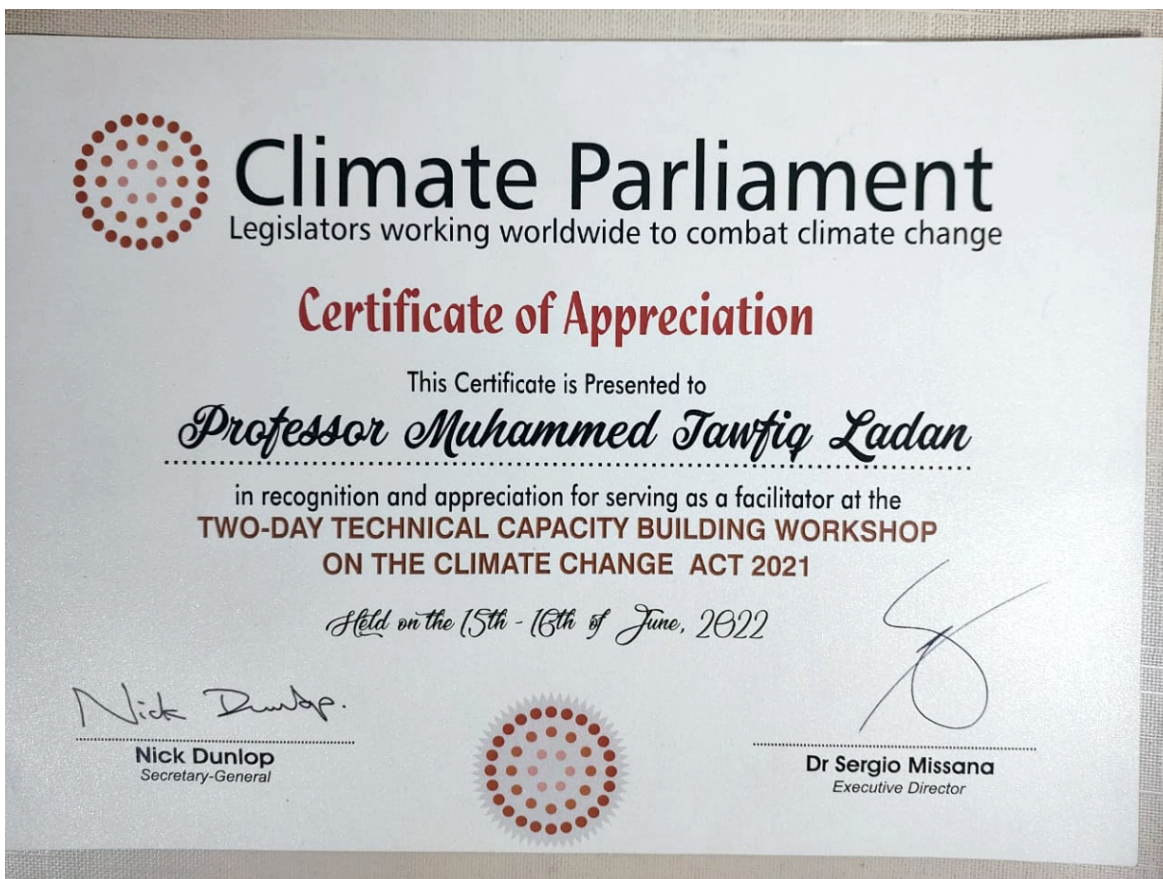 Climate Parliament
Legislators working worldwide to combat climate change
Certificate of Appreciation
This Certificate is Presented to
Professor Muhammed Tawfiq Ladan
in recognition and appreciation for serving as a facilitator at the
TWO-DAY TECHNICAL CAPACITY BUILDING WORKSHOP
ON THE CLIMATE CHANGE ACT 2021
Held on the 15th - 16th of June, 2022
Nick Dunlop.
Nick Dunlop
Secretary-General
Dr Sergio Missana
Executive Director